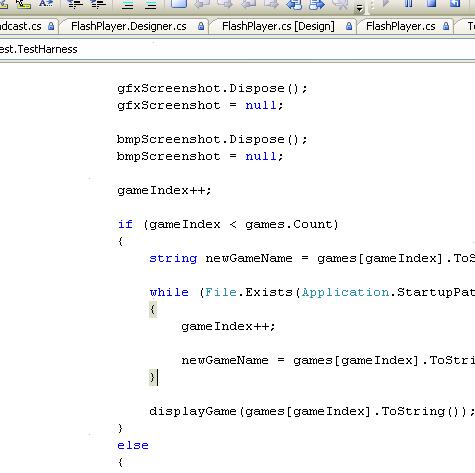 adcast.cs FlashPlayer.Designer.cs FlashPlayer.cs [Design] FlashPlayer.cs Te
est.TestHarness
gfxScreenshot.Dispose();
gfxScreenshot = null;
bmpScreenshot.Dispose();
bmpScreenshot = null;
gameIndex++;
if (gameIndex < games.Count)
{
string newGameName = games[gameIndex].ToS
while (File.Exists(Application.StartupPat
{
gameIndex++;
newGameName = games[gameIndex].ToStri
}
displayGame(games[gameIndex].ToString());
}
else
{